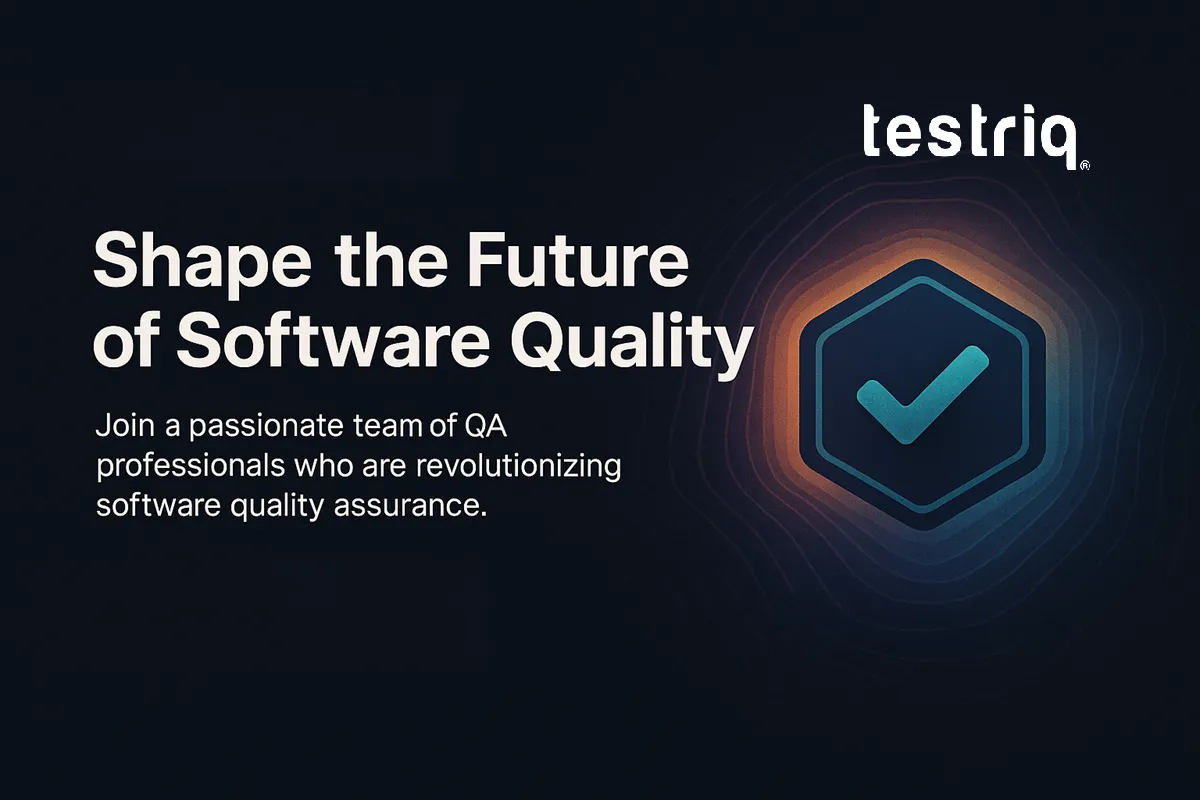 testriq®
Shape the Future
of Software Quality
Join a passionate team of QA
professionals who are revolutionizing
software quality assurance.